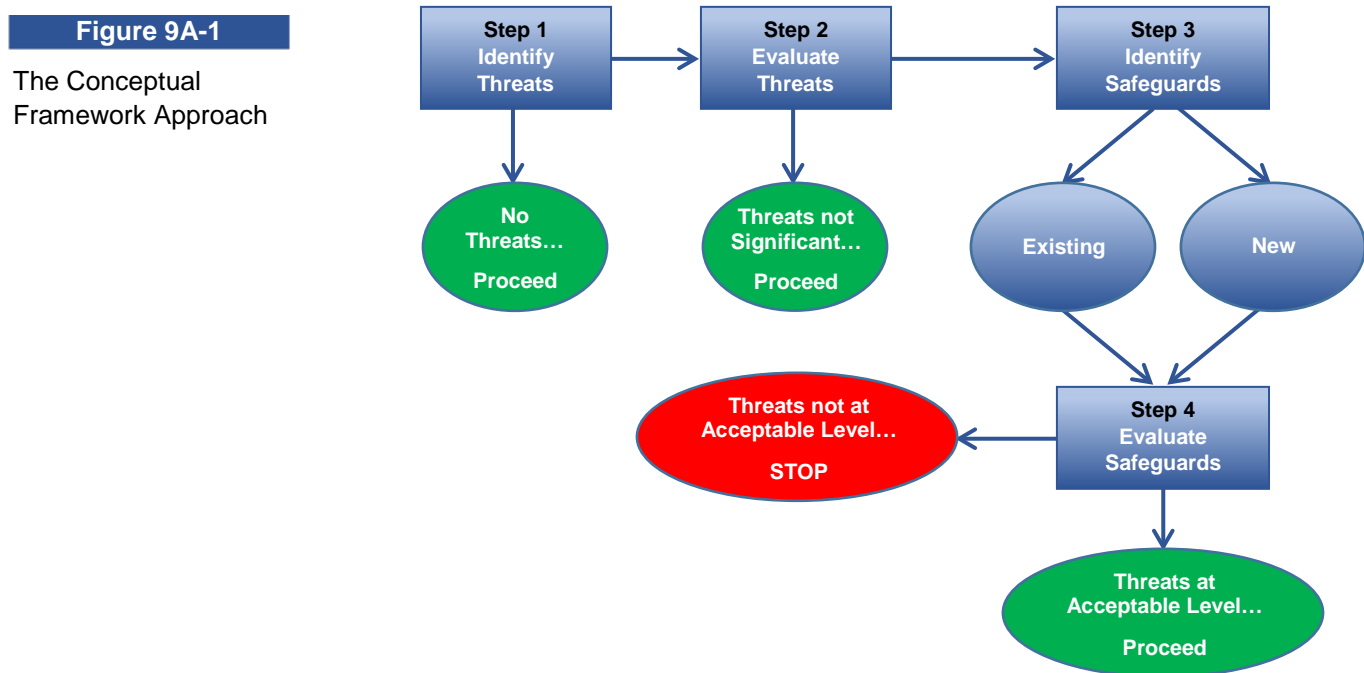 Figure 9A-1
The Conceptual
Framework Approach
Step 1
Identify
Threats
Step 2
Evaluate
Threats
Step 3
Identify
Safeguards
No
Threats…
Proceed
Threats not
Significant…
Proceed
Existing
New
Threats not at
Acceptable Level…
STOP
Step 4
Evaluate
Safeguards
Threats at
Acceptable Level…
Proceed